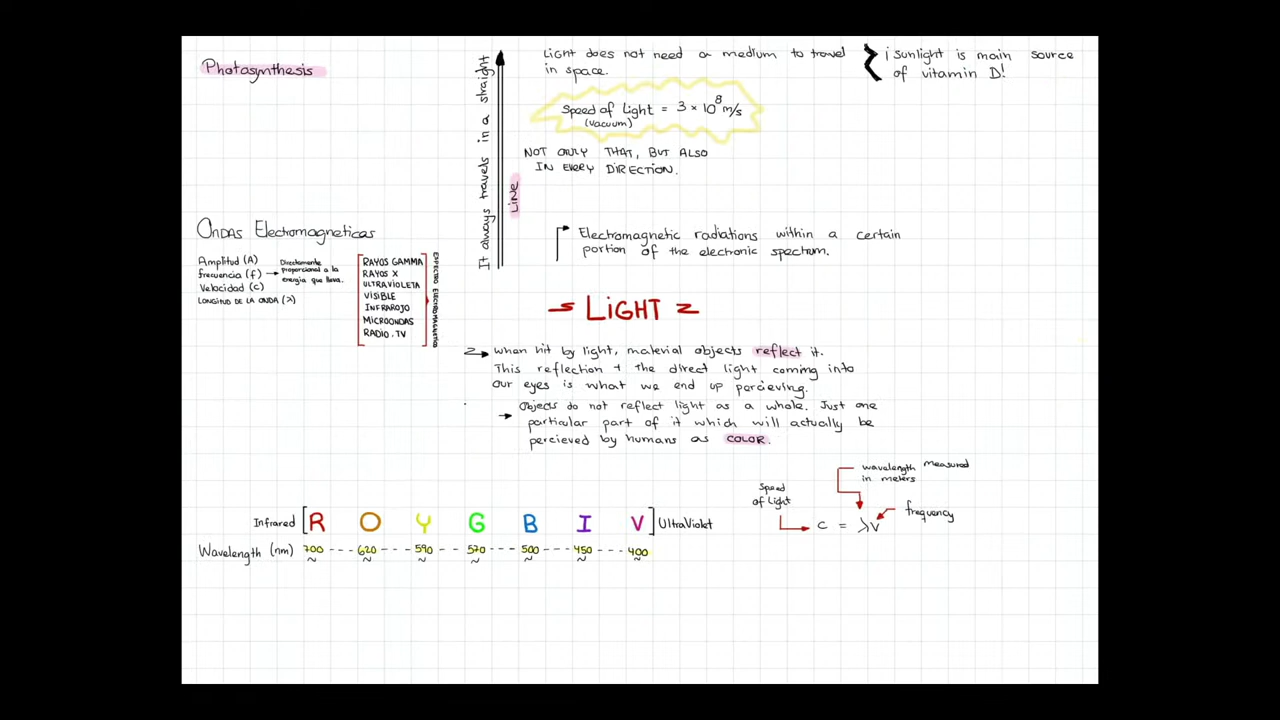 Photosynthesis
It always travels in a straight
LiNE
Light does not need a medium to travel
in space.
¡ sunlight is main source
of vitamin D!
Speed of Light = 3 × 10⁸ m/s
(vacuum)
NOT ONLY THAT, BUT ALSO
IN EVERY DIRECTION.
ONDAS ElectromagneticAs
Amplitud (A)
frecuencia (f)
Velocidad (c)
LONGITUD DE LA ONDA (λ)
Directamente
proporcional a la
energia que lleva.
RAYOS GAMMA
RAYOS X
ULTRAVIOLETA
VISIBLE
INFRAROJO
MICROONDAS
RADIO.TV
ESPECTRO ELECTROMAGNETICO
Electromagnetic radiations within a certain
portion of the electronic spectrum.
LiGHT
when hit by light, material objects reflect it.
This reflection + the direct light coming into
our eyes is what we end up percieving.
Objects do not reflect light as a whole. Just one
particular part of it which will actually be
percieved by humans as COLOR.
wavelength measured
in meters
Speed
of Light
frequency
c = λν
Infrared [R O Y G B I V] UltraViolet
Wavelength (nm) 700 --- 620 --- 590 --- 570 --- 500 --- 450 --- 400
~ ~ ~ ~ ~ ~ ~